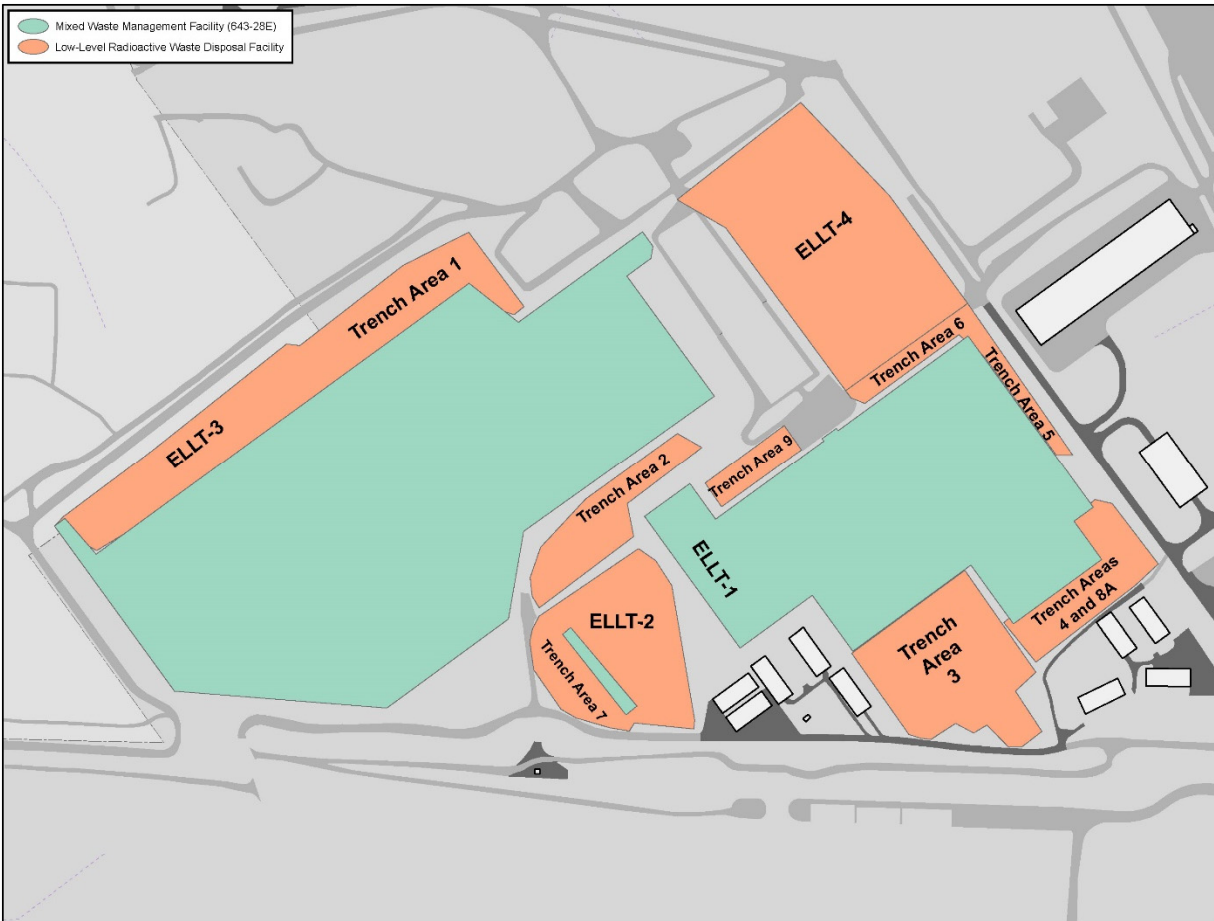 Mixed Waste Management Facility (643-28E)
Low-Level Radioactive Waste Disposal Facility
ELLT-4
Trench Area 1
Trench Area 6
Trench Area 5
ELLT-3
Trench Area 9
Trench Area 2
ELLT-1
Trench Areas
4 and 8A
ELLT-2
Trench
Area
3
Trench Area 7